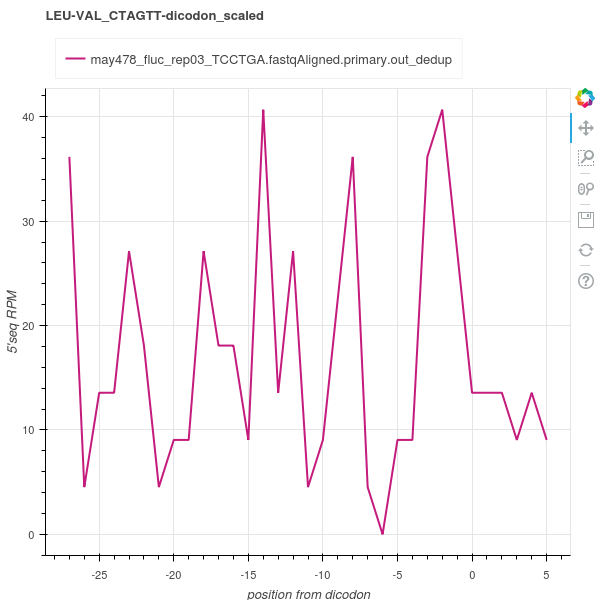 LEU-VAL_CTAGTT-dicodon_scaled
may478_fluc_rep03_TCCTGA.fastqAligned.primary.out_dedup
40
30
20
10
0
5'seq RPM
-25 -20 -15 -10 -5 0 5
position from dicodon